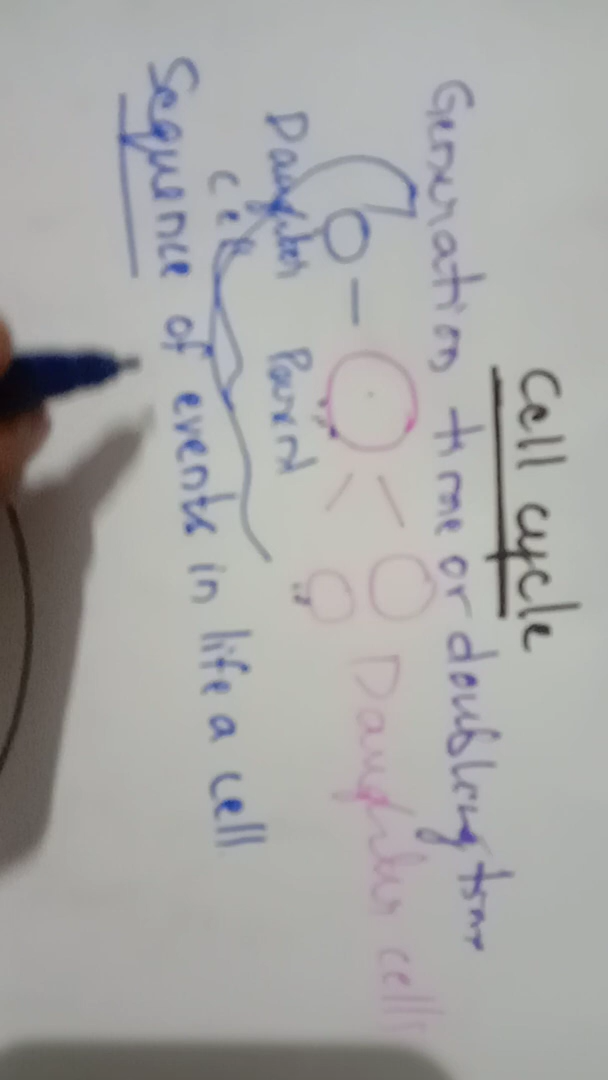 Cell cycle
Generation time or doubling time
Daughter cells
Daughter Parent
Cell
Sequence of events in life a cell